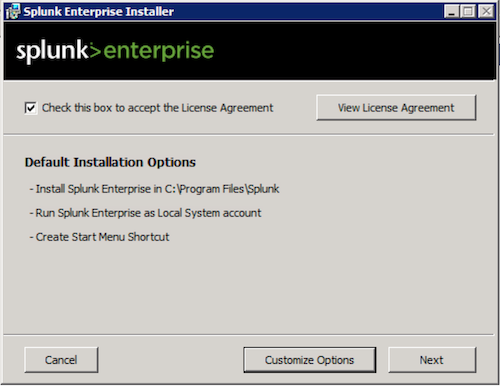 Splunk Enterprise Installer
splunk>enterprise
Check this box to accept the License Agreement
View License Agreement
Default Installation Options
- Install Splunk Enterprise in C:\Program Files\Splunk
- Run Splunk Enterprise as Local System account
- Create Start Menu Shortcut
Cancel
Customize Options
Next